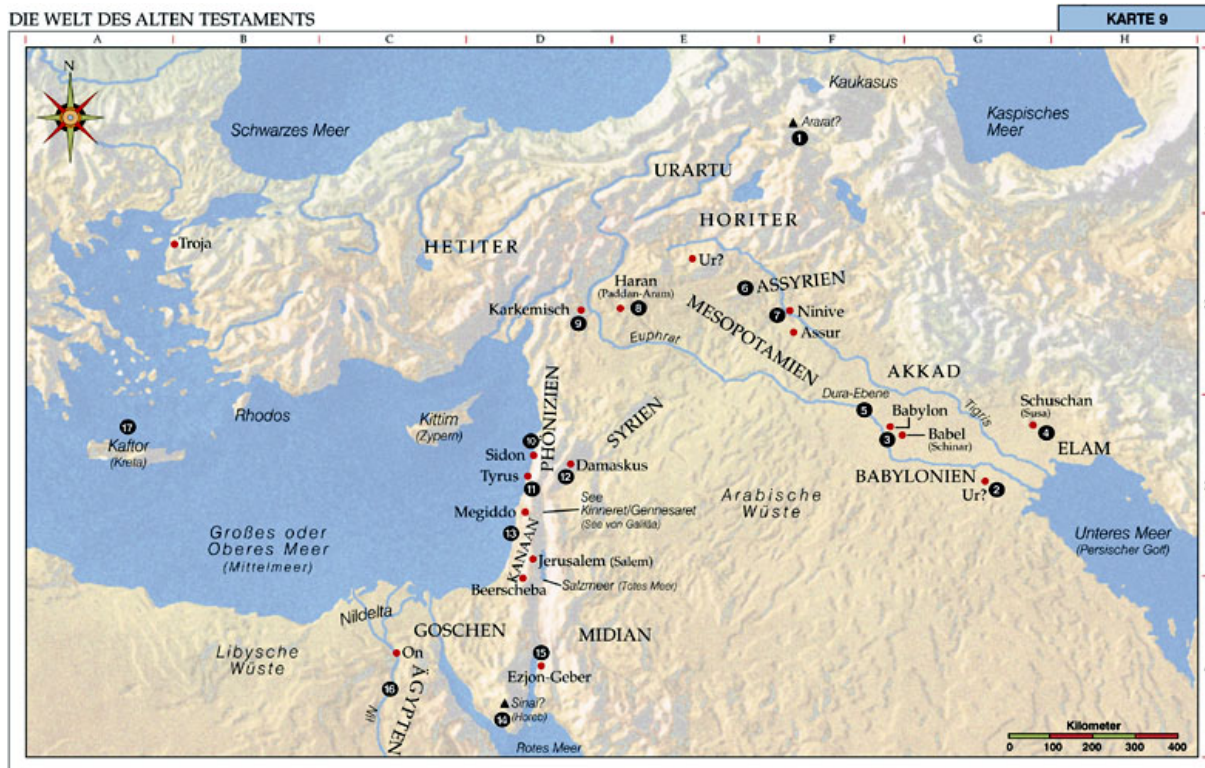 DIE WELT DES ALTEN TESTAMENTS
KARTE 9
A B C D E F G H
N
Kaukasus
Schwarzes Meer
Kaspisches
Meer
Ararat?
1
URARTU
HORITER
Troja
HETITER
Ur?
Haran
(Paddan-Aram)
8
6
ASSYRIEN
Karkemisch
9
7
Ninive
Assur
MESOPOTAMIEN
Euphrat
AKKAD
Dura-Ebene
5
Tigris
Schuschan
(Susa)
4
ELAM
Babylon
3
Babel
(Schinar)
BABYLONIEN
Ur?
2
Rhodos
Kittim
(Zypern)
17
Kaftor
(Kreta)
PHÖNIZIEN
SYRIEN
10
Sidon
Tyrus
11
Damaskus
12
Megiddo
13
See
Kinneret/Gennesaret
(See von Galiläa)
KANAAN
Arabische
Wüste
Großes oder
Oberes Meer
(Mittelmeer)
Unteres Meer
(Persischer Golf)
Jerusalem (Salem)
Salzmeer (Totes Meer)
Beerscheba
Nildelta
GOSCHEN
MIDIAN
Libysche
Wüste
On
15
Ezjon-Geber
16
ÄGYPTEN
Nil
Sinai?
(Horeb)
14
Rotes Meer
Kilometer
0 100 200 300 400